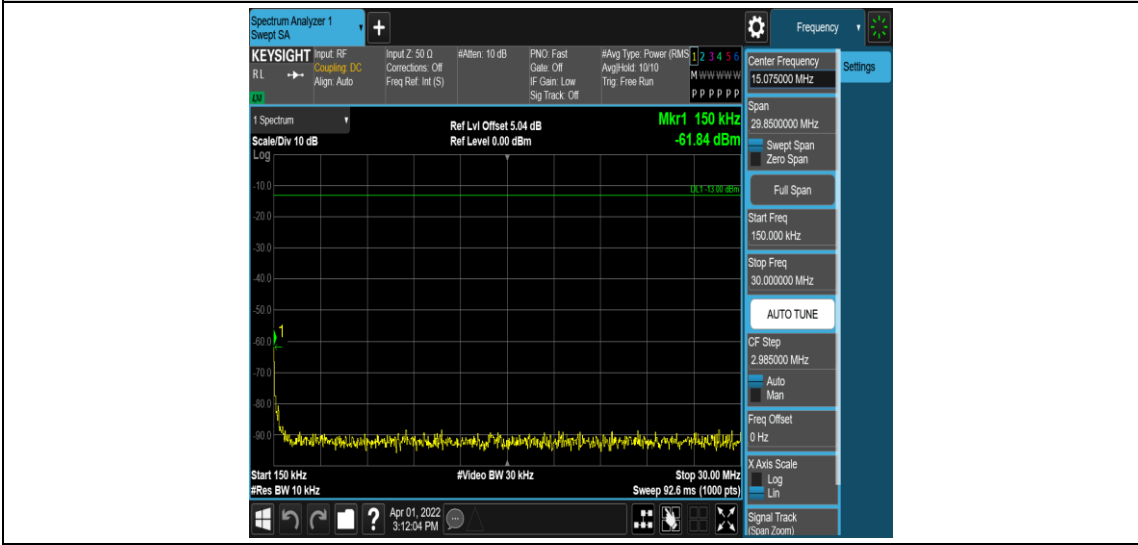 Spectrum Analyzer 1
Swept SA
+
Frequency
KEYSIGHT
RL
LNI
Input: RF
Coupling: DC
Align: Auto
Input Z: 50 Ω
Corrections: Off
Freq Ref: Int (S)
#Atten: 10 dB
PNO: Fast
Gate: Off
IF Gain: Low
Sig Track: Off
#Avg Type: Power (RMS
Avg|Hold: 10/10
Trig: Free Run
1 2 3 4 5 6
M W W W W W
P P P P P P
1 Spectrum
Scale/Div 10 dB
Log
Ref Lvl Offset 5.04 dB
Ref Level 0.00 dBm
Mkr1 150 kHz
-61.84 dBm
DL1 -13.00 dBm
-10.0
-20.0
-30.0
-40.0
-50.0
1
-60.0
-70.0
-80.0
-90.0
Start 150 kHz
#Video BW 30 kHz
Stop 30.00 MHz
#Res BW 10 kHz
Sweep 92.6 ms (1000 pts)
?
Apr 01, 2022
3:12:04 PM
Center Frequency
15.075000 MHz
Settings
Span
29.8500000 MHz
Swept Span
Zero Span
Full Span
Start Freq
150.000 kHz
Stop Freq
30.000000 MHz
AUTO TUNE
CF Step
2.985000 MHz
Auto
Man
Freq Offset
0 Hz
X Axis Scale
Log
Lin
Signal Track
(Span Zoom)